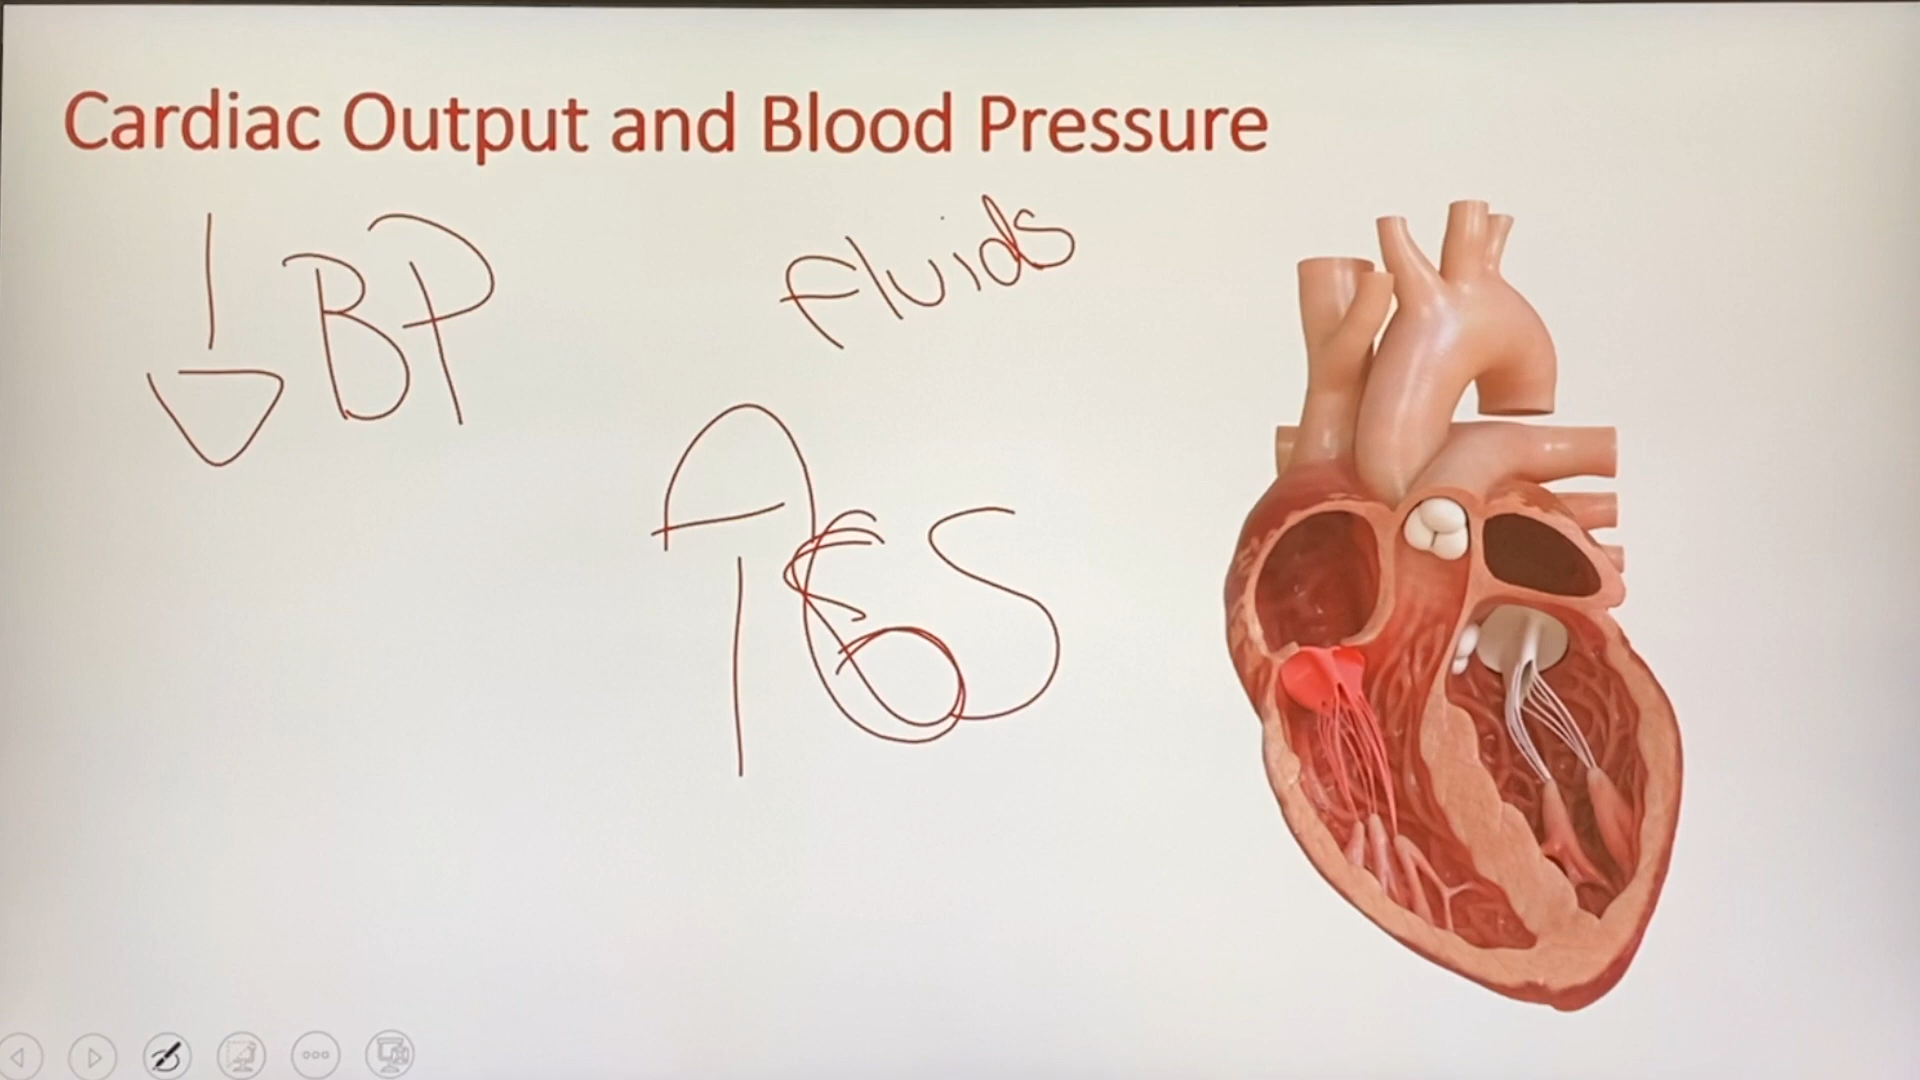 Cardiac Output and Blood Pressure
BP
fluids